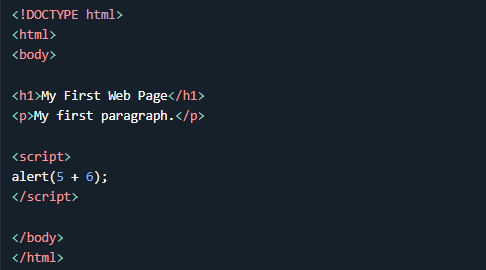 <!DOCTYPE html>
<html>
<body>
<h1>My First Web Page</h1>
<p>My first paragraph.</p>
<script>
alert(5 + 6);
</script>
</body>
</html>